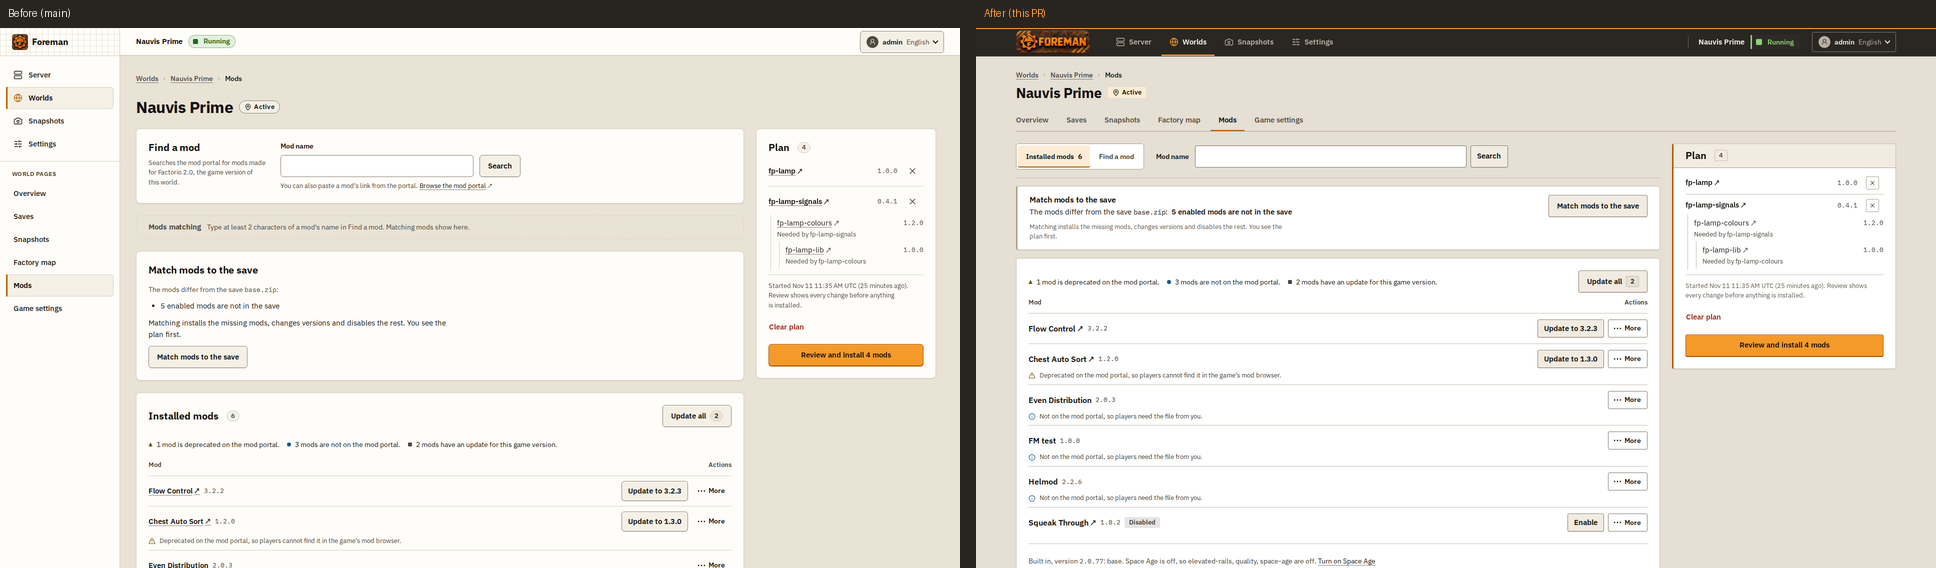 Before (main)
Foreman
Nauvis Prime Running
admin English
Server
Worlds
Snapshots
Settings
WORLD PAGES
Overview
Saves
Snapshots
Factory map
Mods
Game settings
Worlds Nauvis Prime Mods
Nauvis Prime Active
Find a mod
Searches the mod portal for mods made
for Factorio 2.0, the game version of
this world.
Mod name
Search
You can also paste a mod's link from the portal. Browse the mod portal ↗
Mods matching Type at least 2 characters of a mod's name in Find a mod. Matching mods show here.
Match mods to the save
The mods differ from the save base.zip:
• 5 enabled mods are not in the save
Matching installs the missing mods, changes versions and disables the rest. You see the
plan first.
Match mods to the save
Installed mods 6
Update all 2
1 mod is deprecated on the mod portal. 3 mods are not on the mod portal. 2 mods have an update for this game version.
Mod Actions
Flow Control ↗ 3.2.2 Update to 3.2.3 ··· More
Chest Auto Sort ↗ 1.2.0 Update to 1.3.0 ··· More
Deprecated on the mod portal, so players cannot find it in the game's mod browser.
Even Distribution 2.0.3
Plan 4
fp-lamp ↗ 1.0.0 ×
fp-lamp-signals ↗ 0.4.1 ×
fp-lamp-colours ↗ 1.2.0
Needed by fp-lamp-signals
fp-lamp-lib ↗ 1.0.0
Needed by fp-lamp-colours
Started Nov 11 11:35 AM UTC (25 minutes ago).
Review shows every change before anything
is installed.
Clear plan
Review and install 4 mods
After (this PR)
FOREMAN
Server Worlds Snapshots Settings
Nauvis Prime Running
admin English
Worlds Nauvis Prime Mods
Nauvis Prime Active
Overview Saves Snapshots Factory map Mods Game settings
Installed mods 6 Find a mod Mod name Search
Match mods to the save
The mods differ from the save base.zip: 5 enabled mods are not in the save
Matching installs the missing mods, changes versions and disables the rest. You see the
plan first.
Match mods to the save
1 mod is deprecated on the mod portal. 3 mods are not on the mod portal. 2 mods have an update for this game version.
Update all 2
Mod Actions
Flow Control ↗ 3.2.2 Update to 3.2.3 ··· More
Chest Auto Sort ↗ 1.2.0 Update to 1.3.0 ··· More
Deprecated on the mod portal, so players cannot find it in the game's mod browser.
Even Distribution 2.0.3 ··· More
Not on the mod portal, so players need the file from you.
FM test 1.0.0 ··· More
Not on the mod portal, so players need the file from you.
Helmod 2.2.6 ··· More
Not on the mod portal, so players need the file from you.
Squeak Through ↗ 1.8.2 Disabled Enable ··· More
Built in, version 2.0.77: base. Space Age is off, so elevated-rails, quality, space-age are off. Turn on Space Age
Plan 4
fp-lamp ↗ 1.0.0 ×
fp-lamp-signals ↗ 0.4.1 ×
fp-lamp-colours ↗ 1.2.0
Needed by fp-lamp-signals
fp-lamp-lib ↗ 1.0.0
Needed by fp-lamp-colours
Started Nov 11 11:35 AM UTC (25 minutes ago). Review shows
every change before anything is installed.
Clear plan
Review and install 4 mods